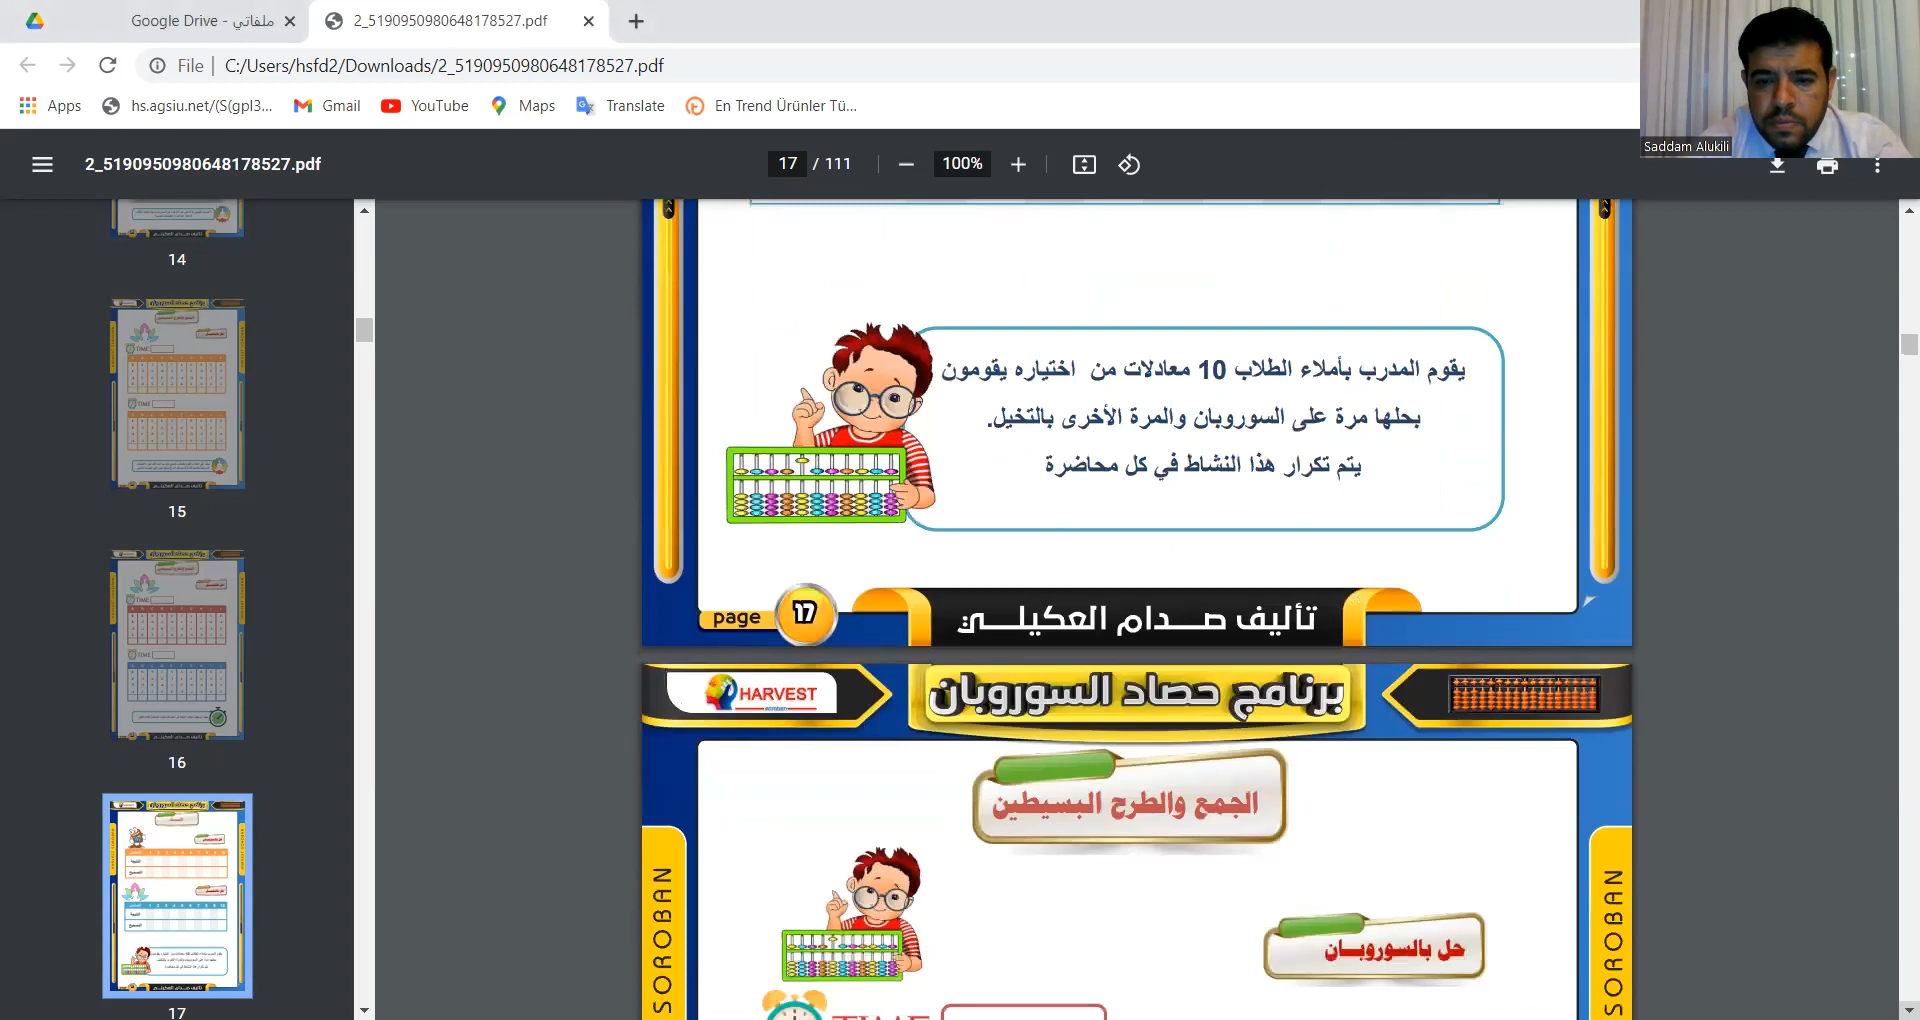 ملفاتي - Google Drive
2_5190950980648178527.pdf
File
C:/Users/hsfd2/Downloads/2_5190950980648178527.pdf
Apps
hs.agsiu.net/(S(gpl3...
Gmail
YouTube
Maps
Translate
En Trend Ürünler Tü...
Saddam Alukili
2_5190950980648178527.pdf
17 / 111
100%
14
15
16
17
يقوم المدرب بأملاء الطلاب 10 معادلات من اختياره يقومون
بحلها مرة على السوروبان والمرة الأخرى بالتخيل.
يتم تكرار هذا النشاط في كل محاضرة
page 17
تأليف صدام العكيلي
HARVEST
برنامج حصاد السوروبان
الجمع والطرح البسيطين
حل بالسوروبان
SOROBAN
SOROBAN
TIME